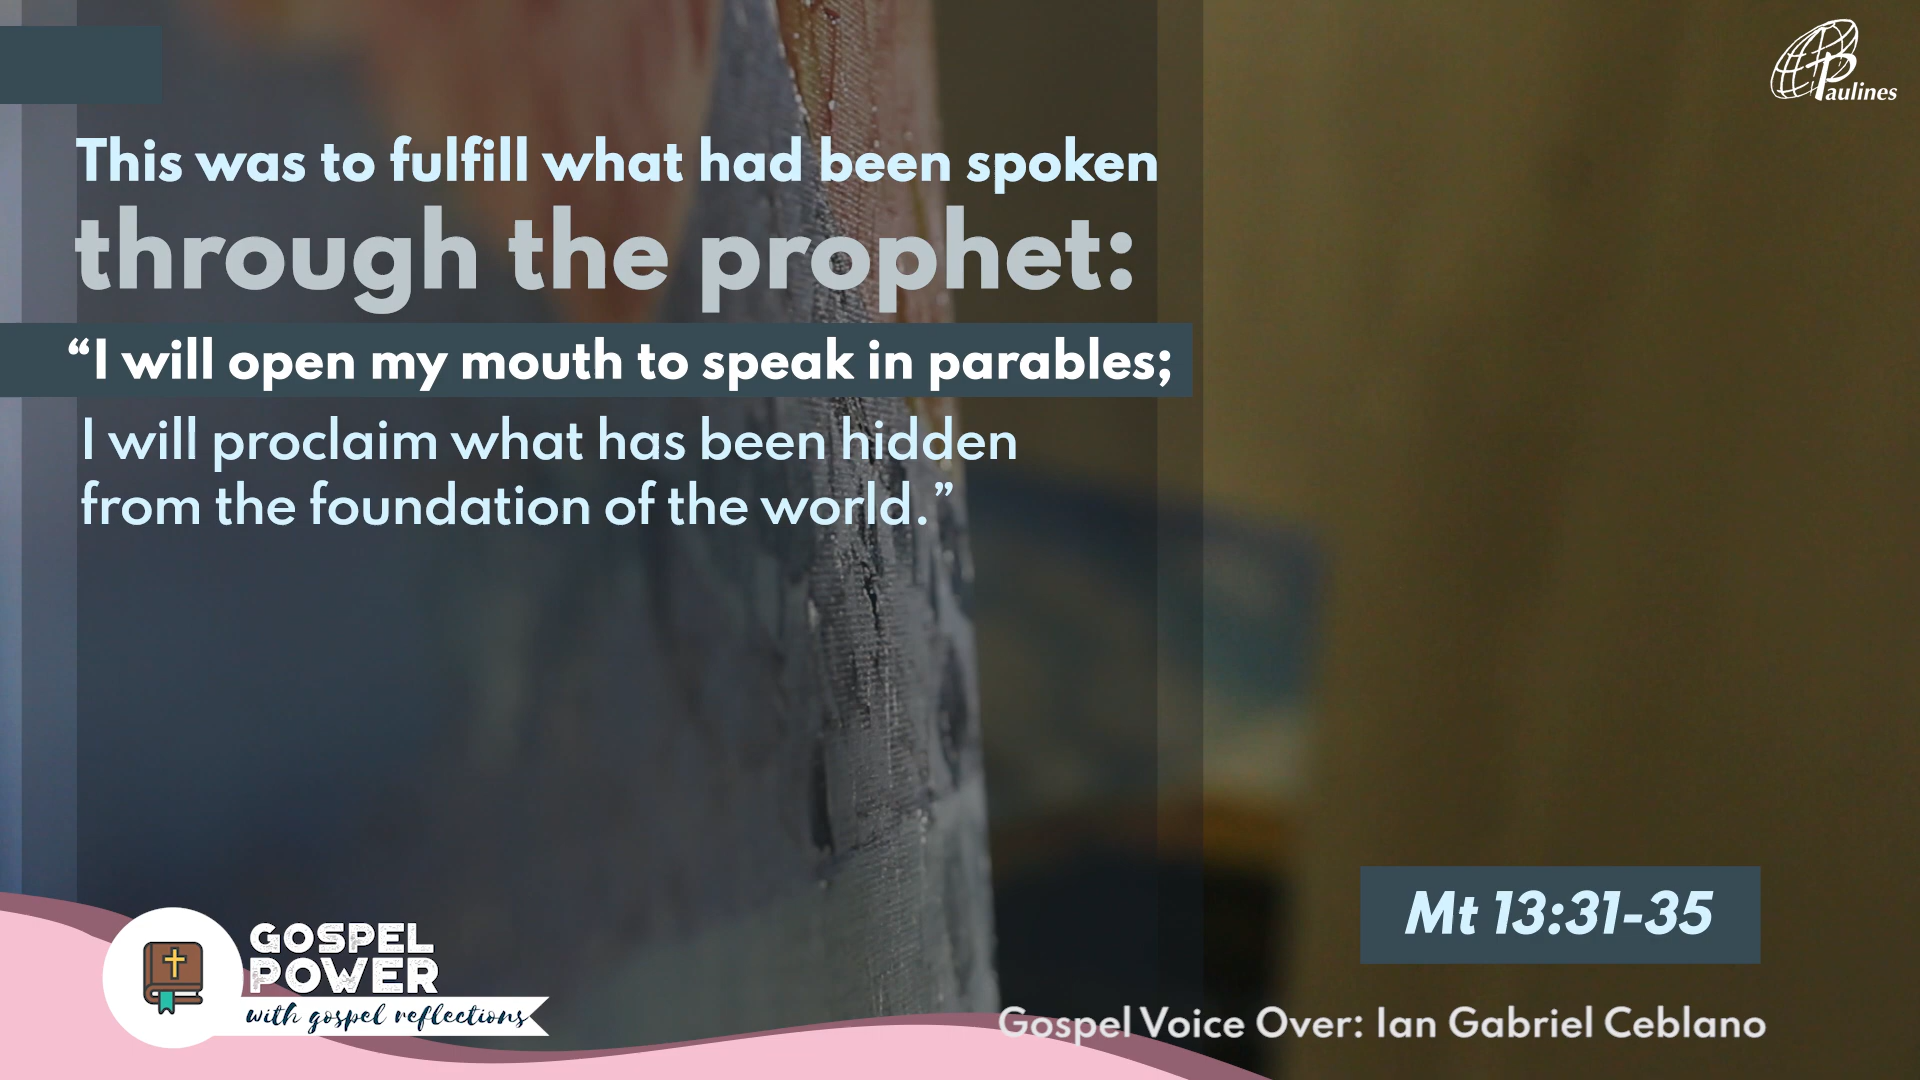 Paulines
This was to fulfill what had been spoken
through the prophet:
“I will open my mouth to speak in parables;
I will proclaim what has been hidden
from the foundation of the world.”
Mt 13:31-35
GOSPEL
POWER
with gospel reflections
Gospel Voice Over: Ian Gabriel Ceblano